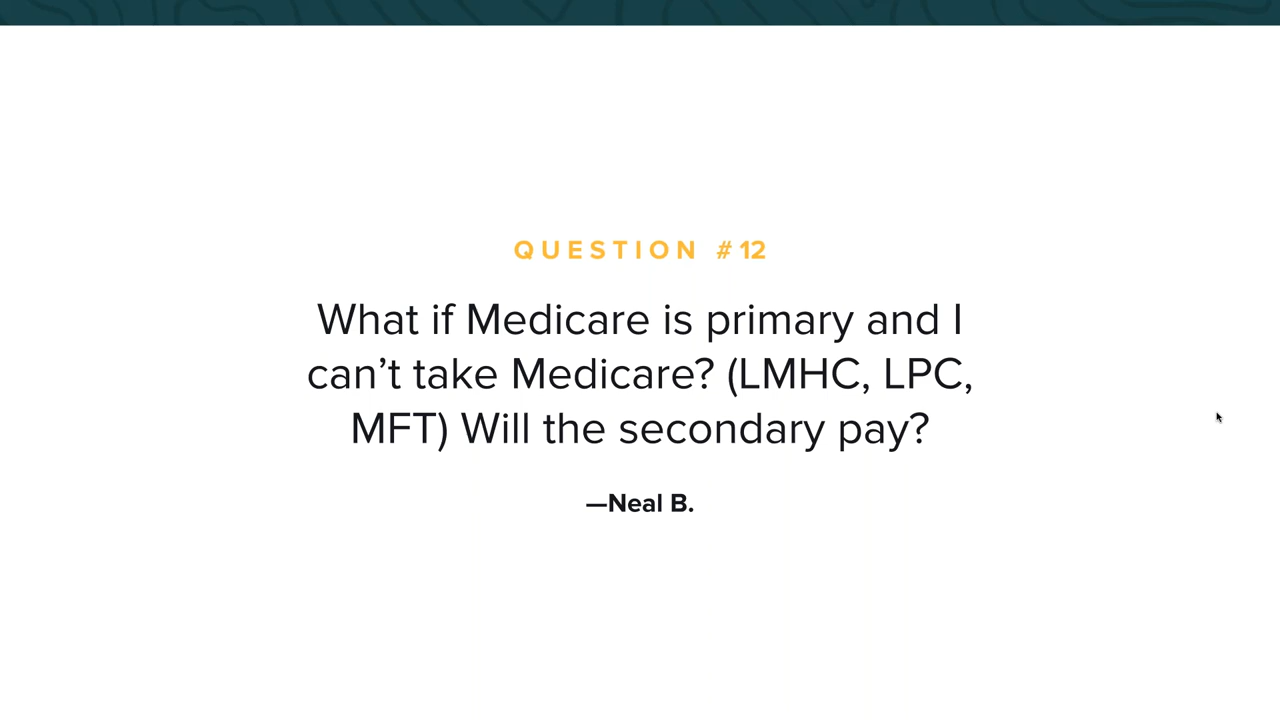 QUESTION #12
What if Medicare is primary and I
can’t take Medicare? (LMHC, LPC,
MFT) Will the secondary pay?
—Neal B.